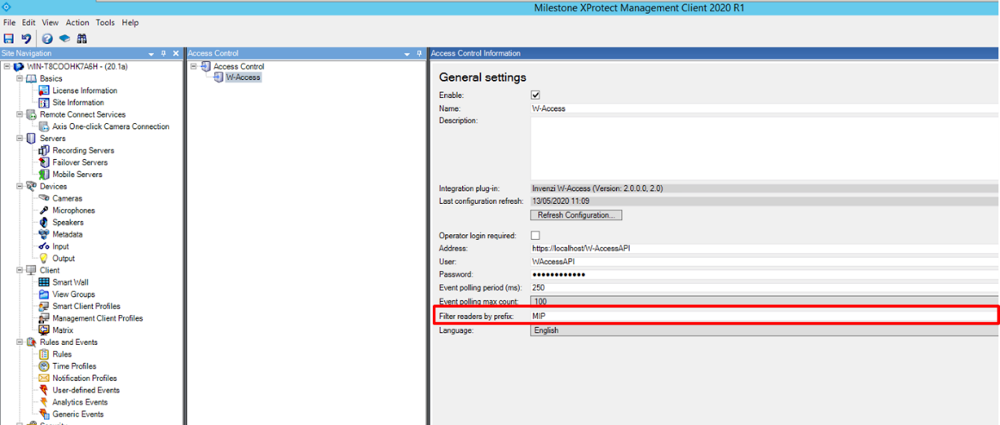 Milestone XProtect Management Client 2020 R1
File Edit View Action Tools Help
Site Navigation
WIN-T8COOHK7A6H - (20.1a)
Basics
License Information
Site Information
Remote Connect Services
Axis One-click Camera Connection
Servers
Recording Servers
Failover Servers
Mobile Servers
Devices
Cameras
Microphones
Speakers
Metadata
Input
Output
Client
Smart Wall
View Groups
Smart Client Profiles
Management Client Profiles
Matrix
Rules and Events
Rules
Time Profiles
Notification Profiles
User-defined Events
Analytics Events
Generic Events
Access Control
Access Control
W-Access
Access Control Information
General settings
Enable:
Name: W-Access
Description:
Integration plug-in: Invenzi W-Access (Version: 2.0.0.0, 2.0)
Last configuration refresh: 13/05/2020 11:09
Refresh Configuration...
Operator login required:
Address: https://localhost/W-AccessAPI
User: WAccessAPI
Password: ●●●●●●●●●●●●
Event polling period (ms): 250
Event polling max count: 100
Filter readers by prefix: MIP
Language: English